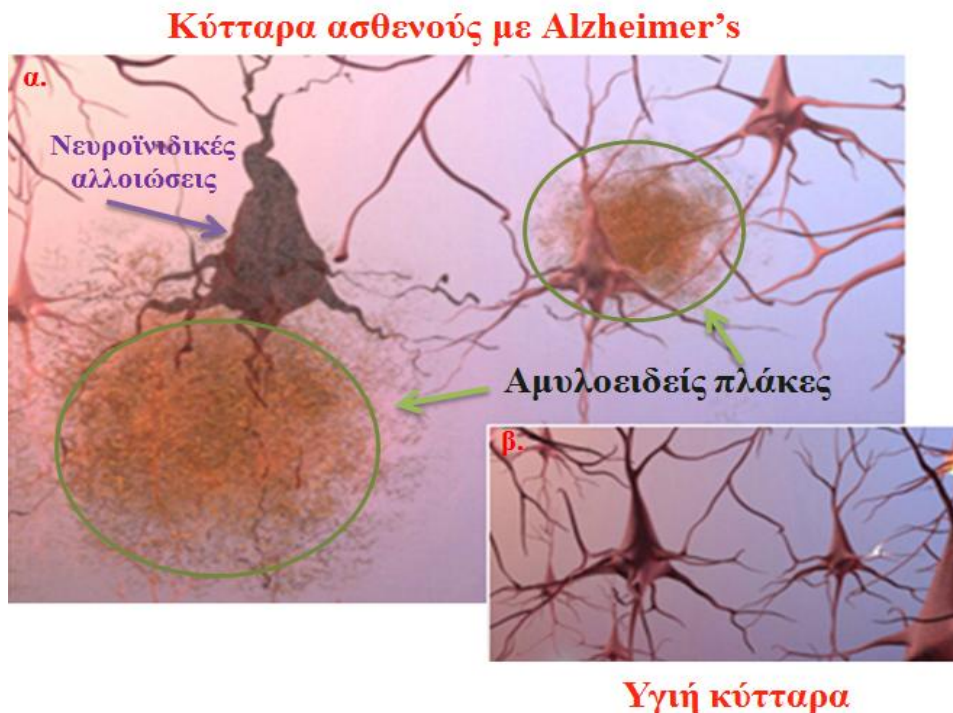 Κύτταρα ασθενούς με Alzheimer’s
α.
Νευροϊνιδικές
αλλοιώσεις
Αμυλοειδείς πλάκες
β.
Υγιή κύτταρα